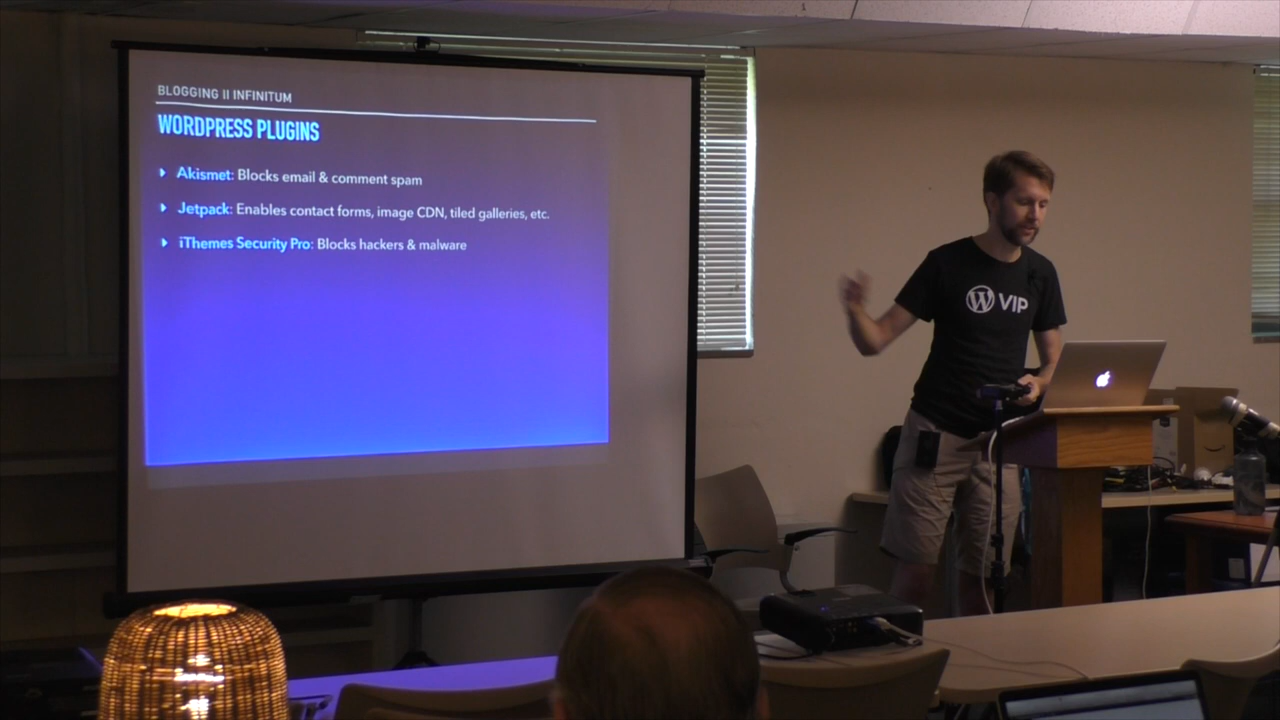 BLOGGING II INFINITUM
WORDPRESS PLUGINS
Akismet: Blocks email & comment spam
Jetpack: Enables contact forms, image CDN, tiled galleries, etc.
iThemes Security Pro: Blocks hackers & malware
W VIP